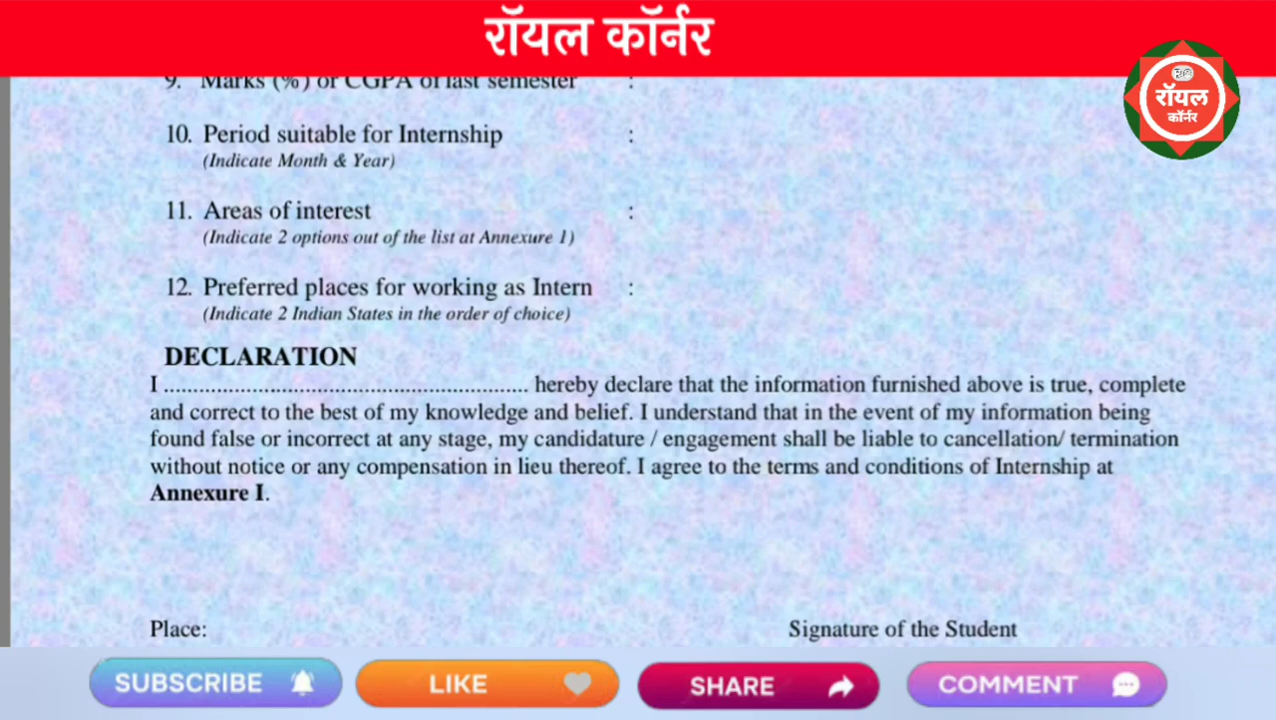 रॉयल कॉर्नर
9. Marks (%) or CGPA of last semester :
रॉयल
कॉर्नर
10. Period suitable for Internship :
(Indicate Month & Year)
11. Areas of interest :
(Indicate 2 options out of the list at Annexure 1)
12. Preferred places for working as Intern :
(Indicate 2 Indian States in the order of choice)
DECLARATION
I ............................................................... hereby declare that the information furnished above is true, complete
and correct to the best of my knowledge and belief. I understand that in the event of my information being
found false or incorrect at any stage, my candidature / engagement shall be liable to cancellation/ termination
without notice or any compensation in lieu thereof. I agree to the terms and conditions of Internship at
Annexure I.
Place: Signature of the Student
SUBSCRIBE LIKE SHARE COMMENT